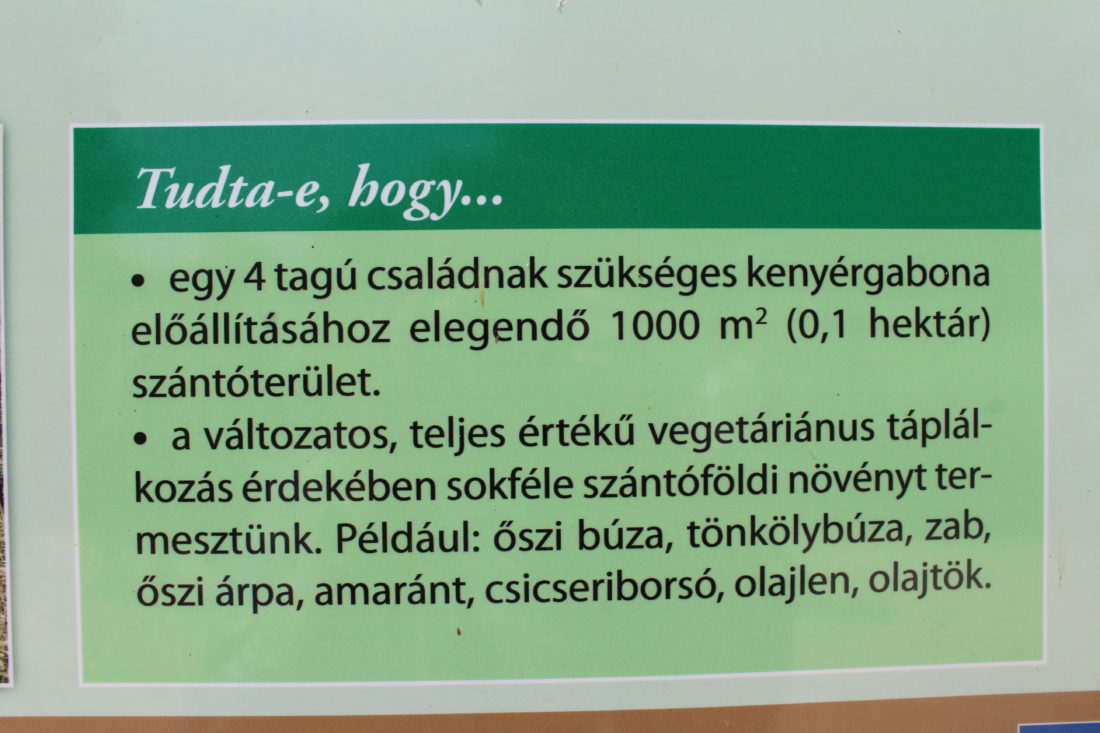 Tudta-e, hogy...
• egy 4 tagú családnak szükséges kenyérgabona
előállításához elegendő 1000 m² (0,1 hektár)
szántóterület.
• a változatos, teljes értékű vegetáriánus táplál-
kozás érdekében sokféle szántóföldi növényt ter-
mesztünk. Például: őszi búza, tönkölybúza, zab,
őszi árpa, amaránt, csicseriborsó, olajlen, olajtök.